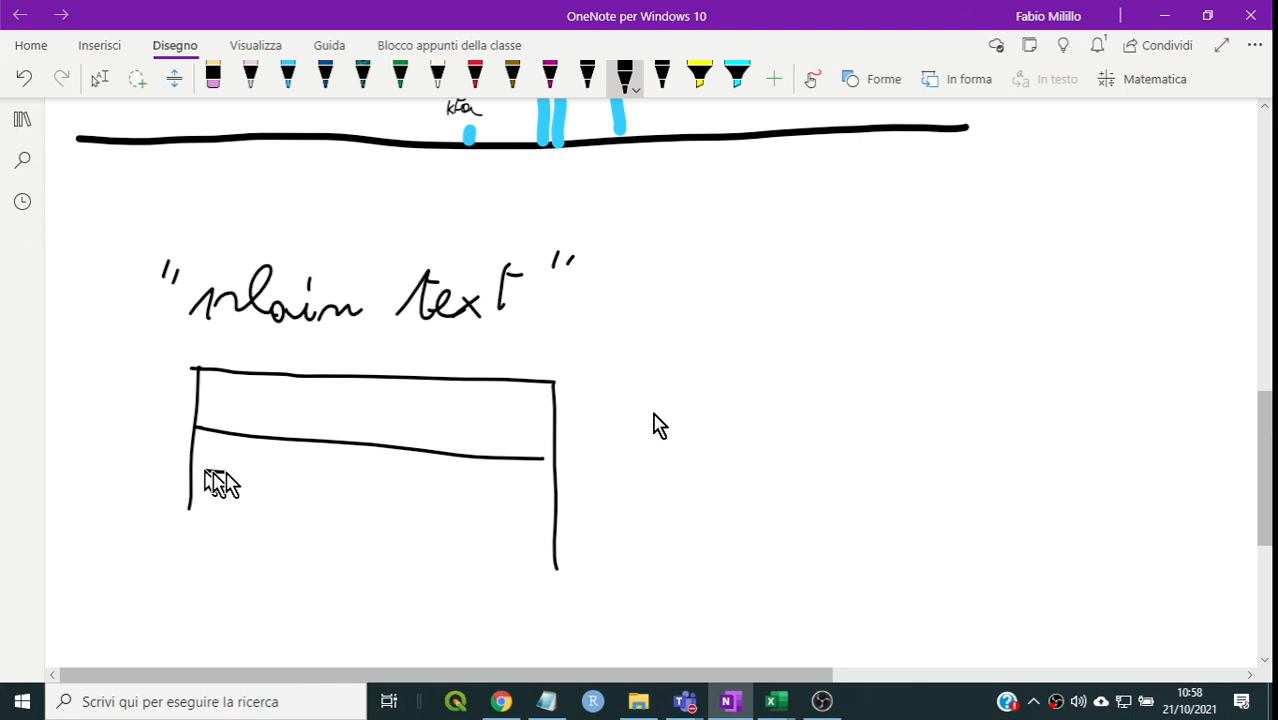 OneNote per Windows 10
Fabio Milillo
Home Inserisci Disegno Visualizza Guida Blocco appunti della classe
Condividi
Forme In forma In testo Matematica
"plain text"
Scrivi qui per eseguire la ricerca
10:58
21/10/2021